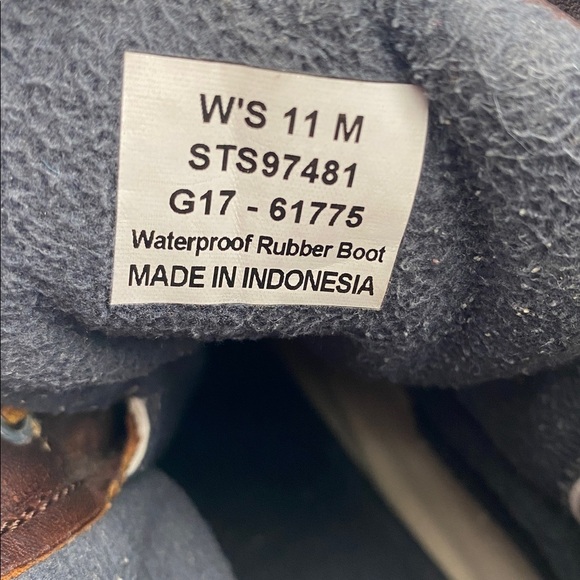 W'S 11 M
STS97481
G17 - 61775
Waterproof Rubber Boot
MADE IN INDONESIA